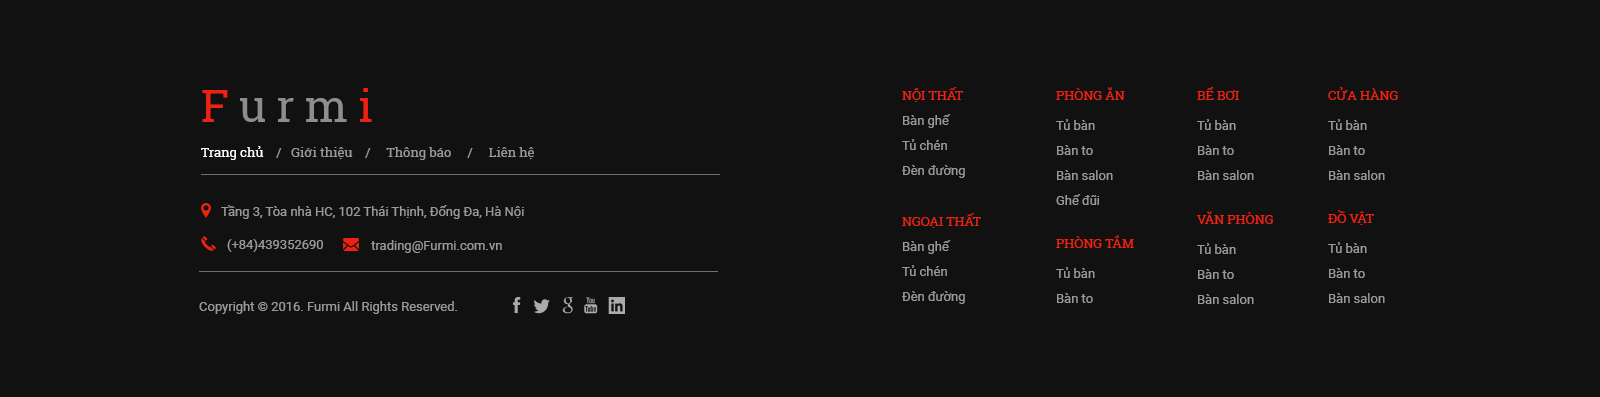 Furmi
Trang chủ / Giới thiệu / Thông báo / Liên hệ
Tầng 3, Tòa nhà HC, 102 Thái Thịnh, Đống Đa, Hà Nội
(+84)439352690 trading@Furmi.com.vn
Copyright © 2016. Furmi All Rights Reserved.
You
Tube
NỘI THẤT
Bàn ghế
Tủ chén
Đèn đường
NGOẠI THẤT
Bàn ghế
Tủ chén
Đèn đường
PHÒNG ĂN
Tủ bàn
Bàn to
Bàn salon
Ghế đũi
PHÒNG TẮM
Tủ bàn
Bàn to
BỂ BƠI
Tủ bàn
Bàn to
Bàn salon
VĂN PHÒNG
Tủ bàn
Bàn to
Bàn salon
CỬA HÀNG
Tủ bàn
Bàn to
Bàn salon
ĐỒ VẬT
Tủ bàn
Bàn to
Bàn salon